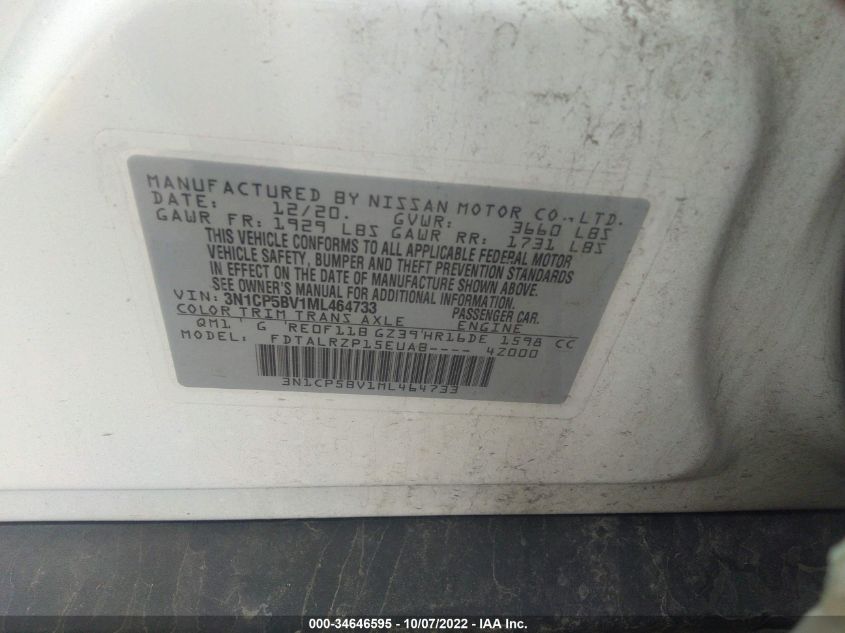 MANUFACTURED BY NISSAN MOTOR CO.,LTD.
DATE: 12/20. GVWR: 3660 LBS
GAWR FR: 1929 LBS GAWR RR: 1731 LBS
THIS VEHICLE CONFORMS TO ALL APPLICABLE FEDERAL MOTOR
VEHICLE SAFETY, BUMPER AND THEFT PREVENTION STANDARDS
IN EFFECT ON THE DATE OF MANUFACTURE SHOWN ABOVE.
SEE OWNER'S MANUAL FOR ADDITIONAL INFORMATION.
VIN: 3N1CP5BV1ML464733 PASSENGER CAR.
COLOR TRIM TRANS AXLE ENGINE
QM1' G 'RE0F11B GZ39'HR16DE 1598 CC
MODEL: FDTALRZP15EUAB---- 4Z000
3N1CP5BV1ML464733
000-34646595 - 10/07/2022 - IAA Inc.